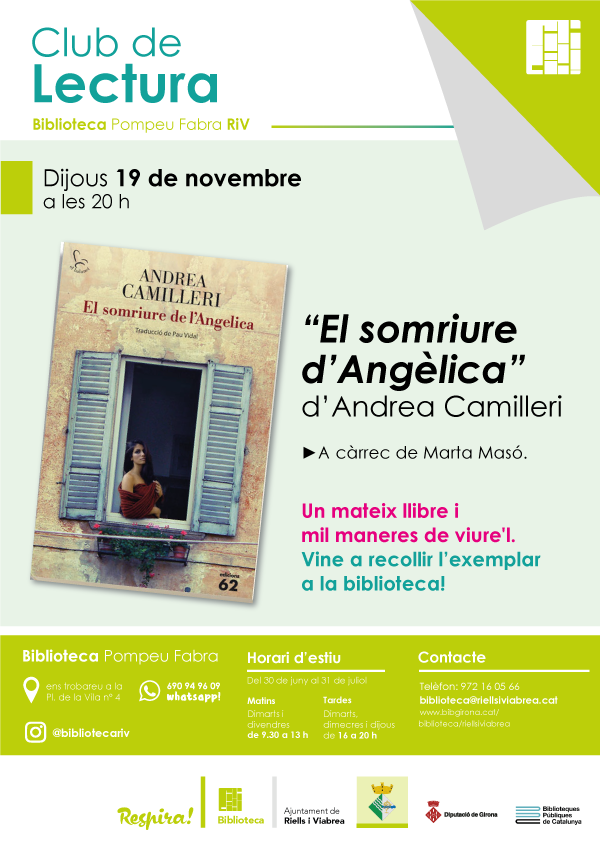 Club de
Lectura
Biblioteca Pompeu Fabra RiV
Dijous 19 de novembre
a les 20 h
ANDREA
CAMILLERI
El somriure de l'Angelica
Traducció de Pau Vidal
edicions
62
“El somriure
d’Angèlica”
d’Andrea Camilleri
►A càrrec de Marta Masó.
Un mateix llibre i
mil maneres de viure'l.
Vine a recollir l’exemplar
a la biblioteca!
Biblioteca Pompeu Fabra
ens trobareu a la
Pl. de la Vila nº 4
690 94 96 09
whatsapp!
@bibliotecariv
Horari d’estiu
Del 30 de juny al 31 de juliol
Matins
Dimarts i
divendres
de 9.30 a 13 h
Tardes
Dimarts,
dimecres i dijous
de 16 a 20 h
Contacte
Telèfon: 972 16 05 66
biblioteca@riellsiviabrea.cat
www.bibgirona.cat/
biblioteca/riellsiviabrea
Respira!
Biblioteca
Ajuntament de
Riells i Viabrea
Diputació de Girona
Biblioteques
Públiques
de Catalunya